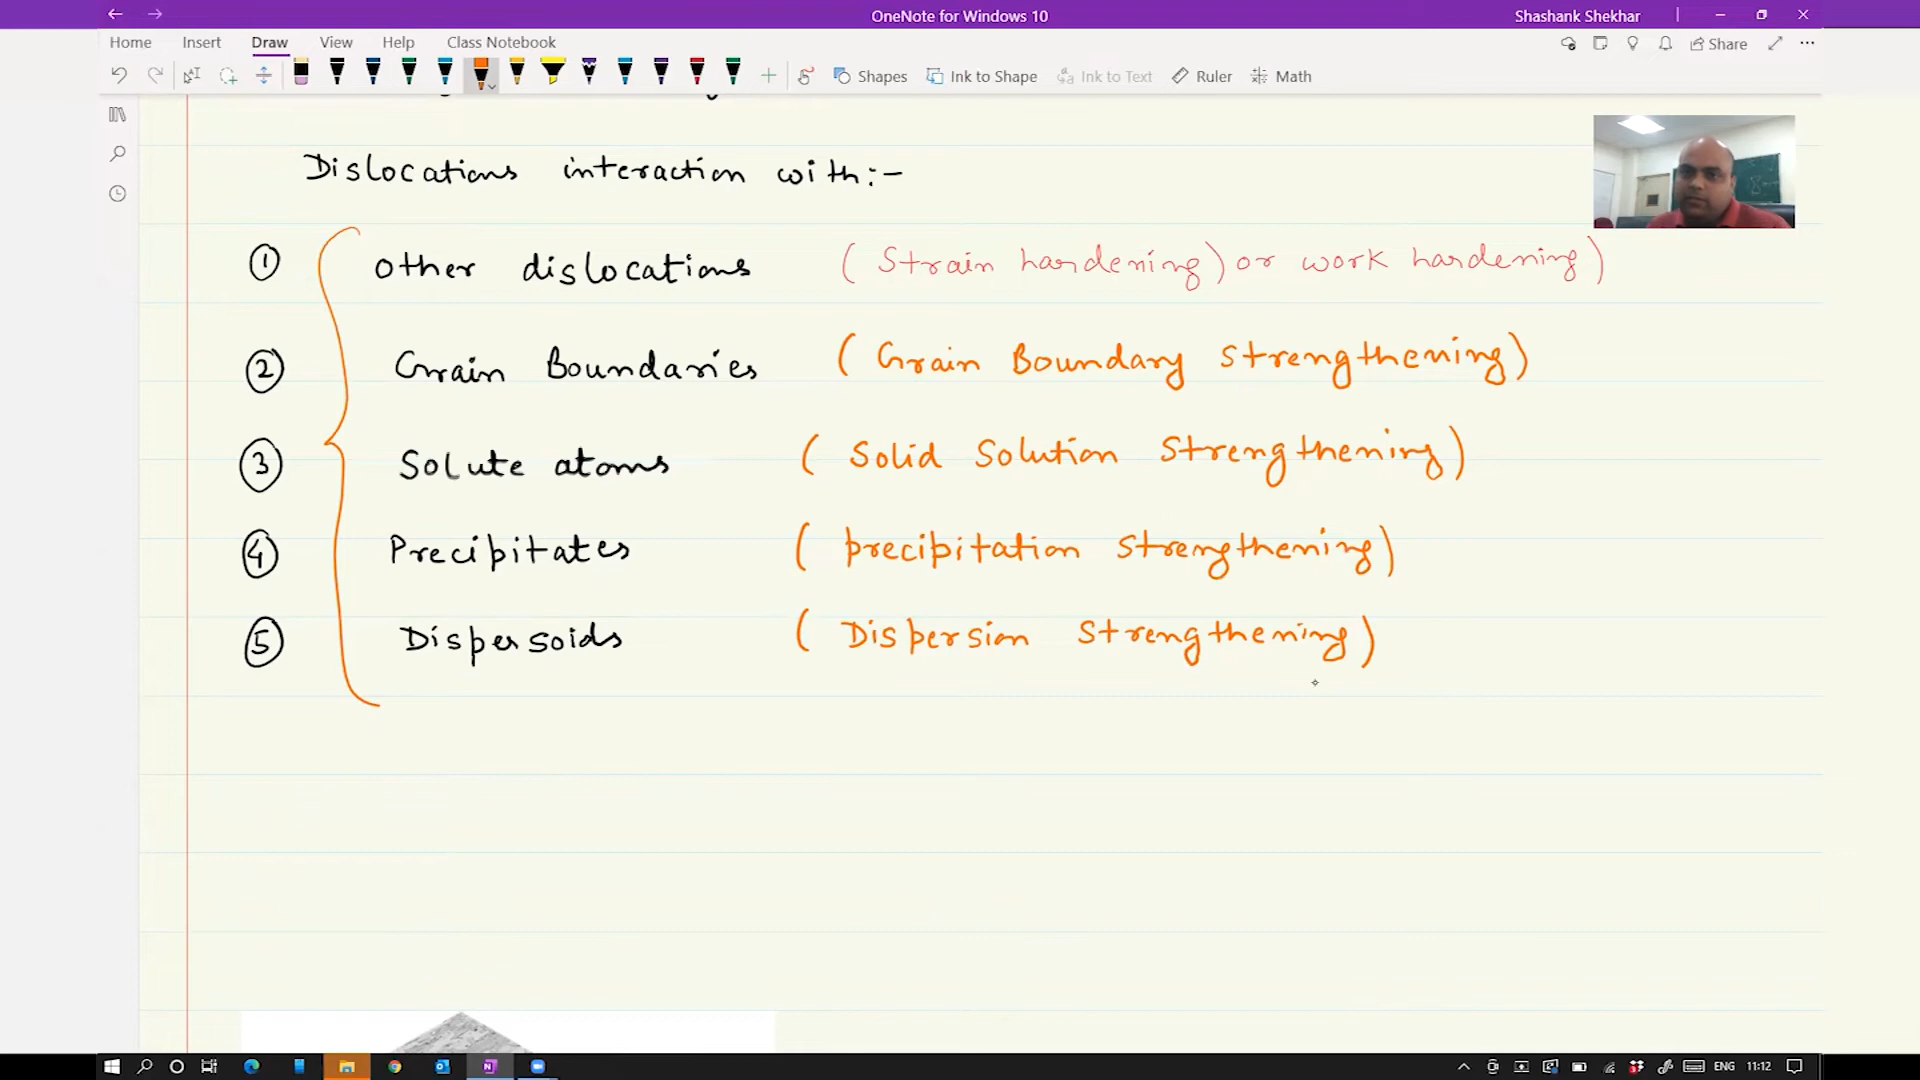 OneNote for Windows 10
Shashank Shekhar
Home Insert Draw View Help Class Notebook
Share
Shapes Ink to Shape Ink to Text Ruler Math
Dislocations interaction with:-
① Other dislocations (Strain hardening) or work hardening)
② Grain Boundaries (Grain Boundary Strengthening)
③ Solute atoms (Solid Solution Strengthening)
④ Precipitates (precipitation Strengthening)
⑤ Dispersoids (Dispersion Strengthening)
ENG 11:12